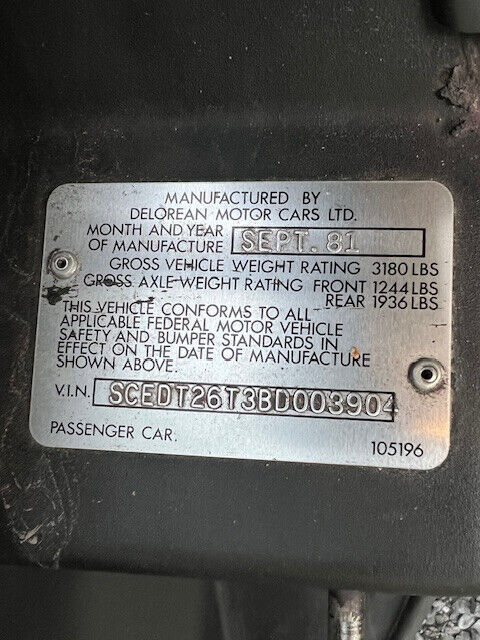 MANUFACTURED BY
DELOREAN MOTOR CARS LTD.
MONTH AND YEAR
OF MANUFACTURE SEPT. 81
GROSS VEHICLE WEIGHT RATING 3180 LBS
GROSS AXLE WEIGHT RATING FRONT 1244 LBS
REAR 1936 LBS
THIS VEHICLE CONFORMS TO ALL
APPLICABLE FEDERAL MOTOR VEHICLE
SAFETY AND BUMPER STANDARDS IN
EFFECT ON THE DATE OF MANUFACTURE
SHOWN ABOVE.
V.I.N. SCEDT26T3BD003904
PASSENGER CAR. 105196